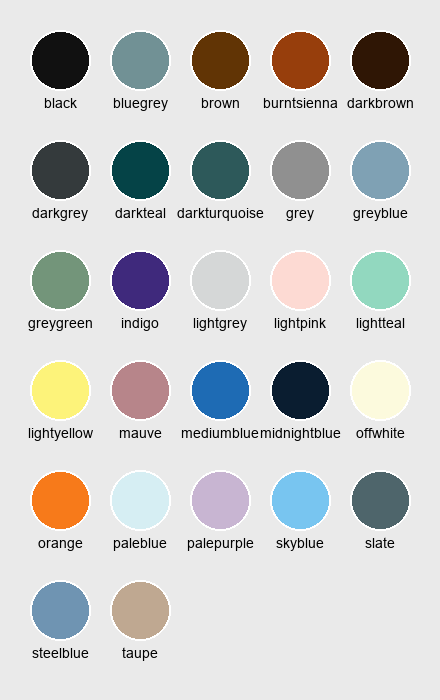 black bluegrey brown burntsienna darkbrown
darkgrey darkteal darkturquoise grey greyblue
greygreen indigo lightgrey lightpink lightteal
lightyellow mauve mediumblue midnightblue offwhite
orange paleblue palepurple skyblue slate
steelblue taupe